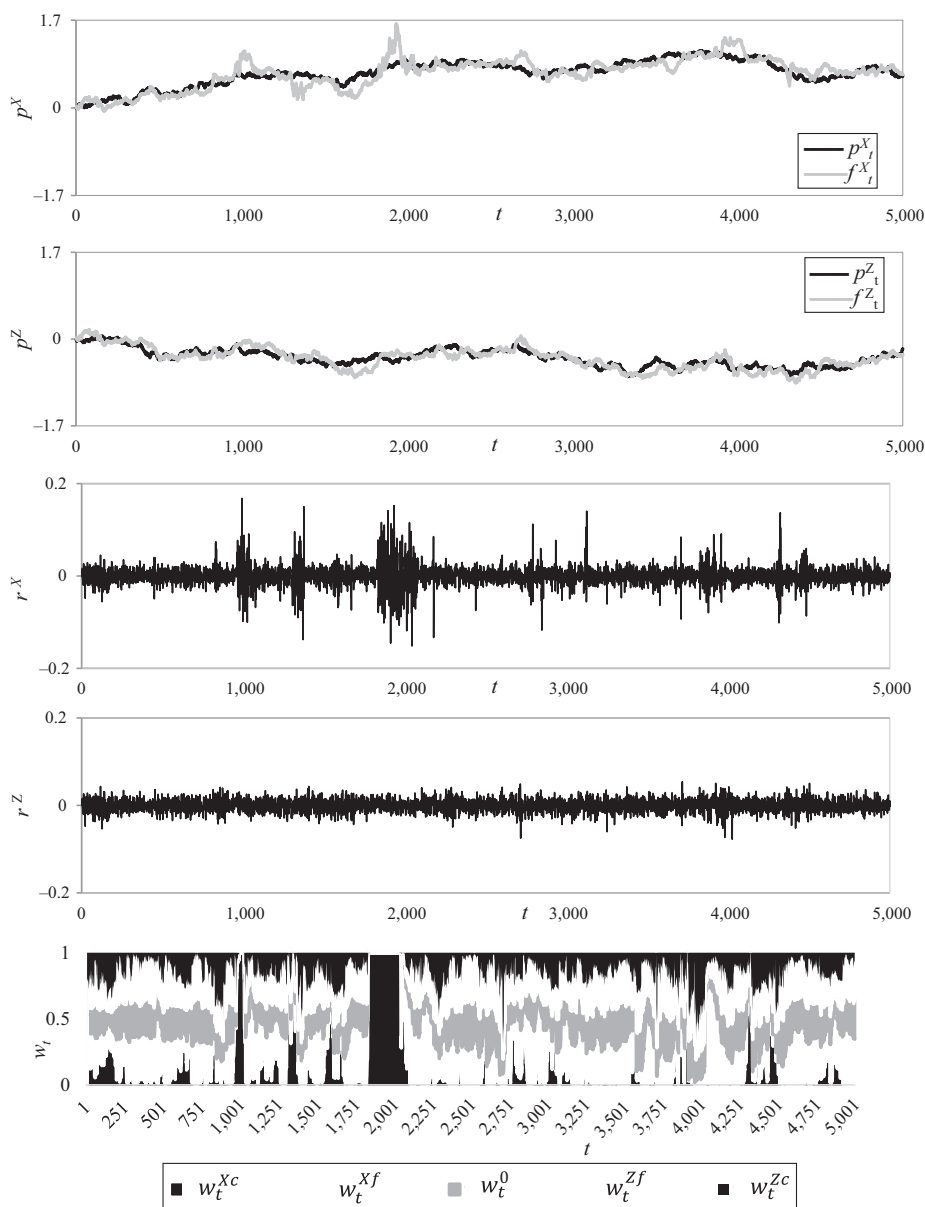 1.7
p^X
0
p^X_t
f^X_t
–1.7
0 1,000 2,000 t 3,000 4,000 5,000
1.7
p^Z_t
f^Z_t
p^Z
0
–1.7
0 1,000 2,000 t 3,000 4,000 5,000
0.2
r^X
0
–0.2
0 1,000 2,000 t 3,000 4,000 5,000
0.2
r^Z
0
–0.2
0 1,000 2,000 t 3,000 4,000 5,000
1
w_t
0.5
0
1 251 501 751 1,001 1,251 1,501 1,751 2,001 2,251 2,501 2,751 3,001 3,251 3,501 3,751 4,001 4,251 4,501 4,751 5,001
t
w_t^{Xc} w_t^{Xf} w_t^0 w_t^{Zf} w_t^{Zc}